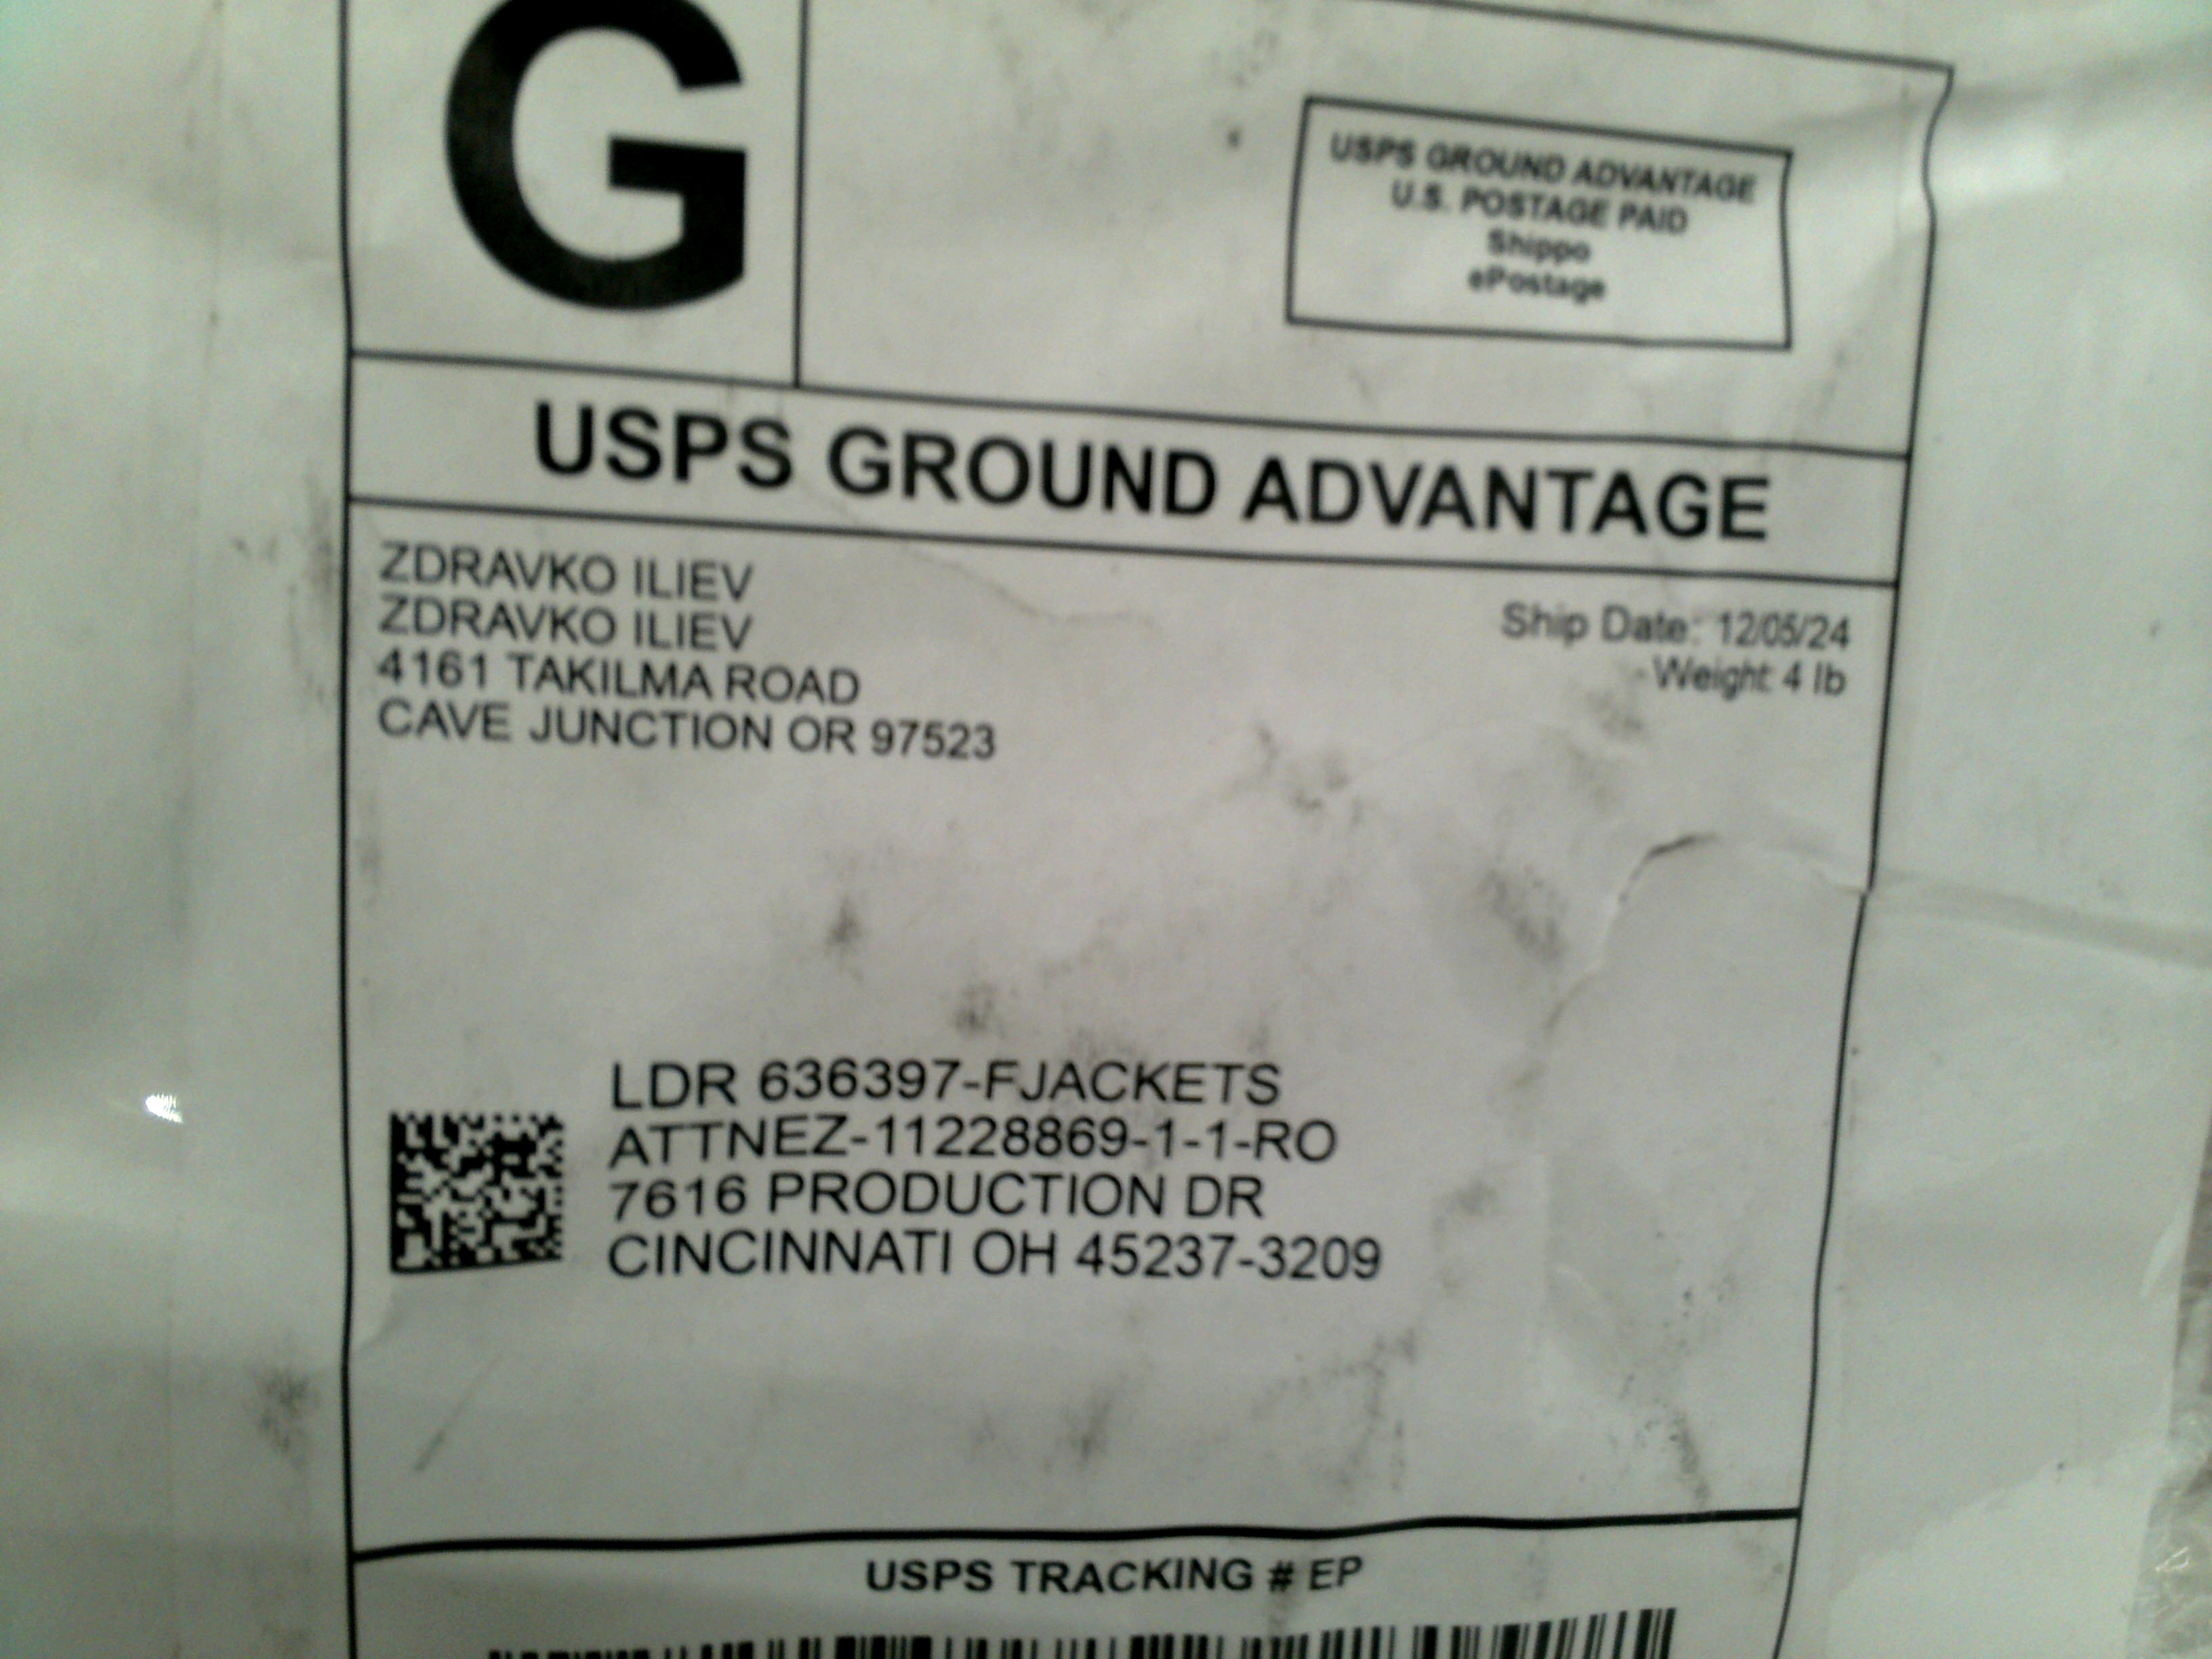 G
USPS GROUND ADVANTAGE
U.S. POSTAGE PAID
Shippo
ePostage
USPS GROUND ADVANTAGE
ZDRAVKO ILIEV
ZDRAVKO ILIEV
4161 TAKILMA ROAD
CAVE JUNCTION OR 97523
Ship Date: 12/05/24
Weight: 4 lb
LDR 636397-FJACKETS
ATTNEZ-11228869-1-1-RO
7616 PRODUCTION DR
CINCINNATI OH 45237-3209
USPS TRACKING # EP